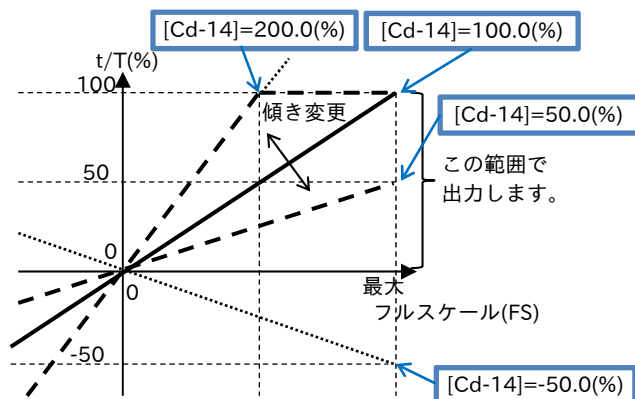 [Cd-14]=200.0(%)
[Cd-14]=100.0(%)
t/T(%)
100
傾き変更
[Cd-14]=50.0(%)
50
この範囲で
出力します。
0
0
最大
フルスケール(FS)
-50
[Cd-14]=-50.0(%)